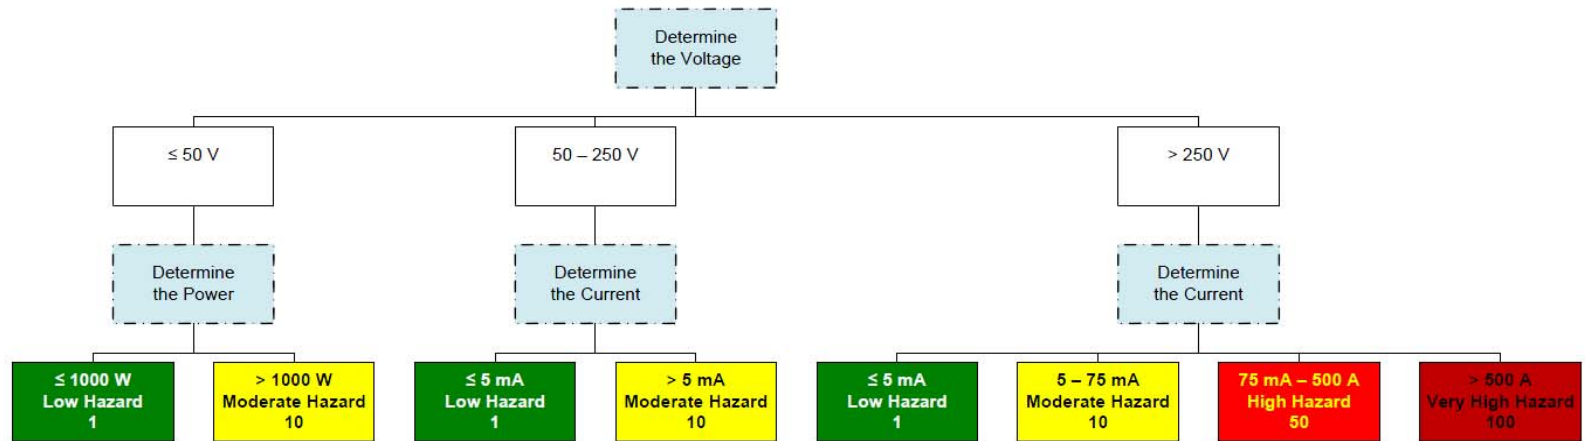 Determine
the Voltage
≤ 50 V
50 – 250 V
> 250 V
Determine
the Power
Determine
the Current
Determine
the Current
≤ 1000 W
Low Hazard
1
> 1000 W
Moderate Hazard
10
≤ 5 mA
Low Hazard
1
> 5 mA
Moderate Hazard
10
≤ 5 mA
Low Hazard
1
5 – 75 mA
Moderate Hazard
10
75 mA – 500 A
High Hazard
50
> 500 A
Very High Hazard
100